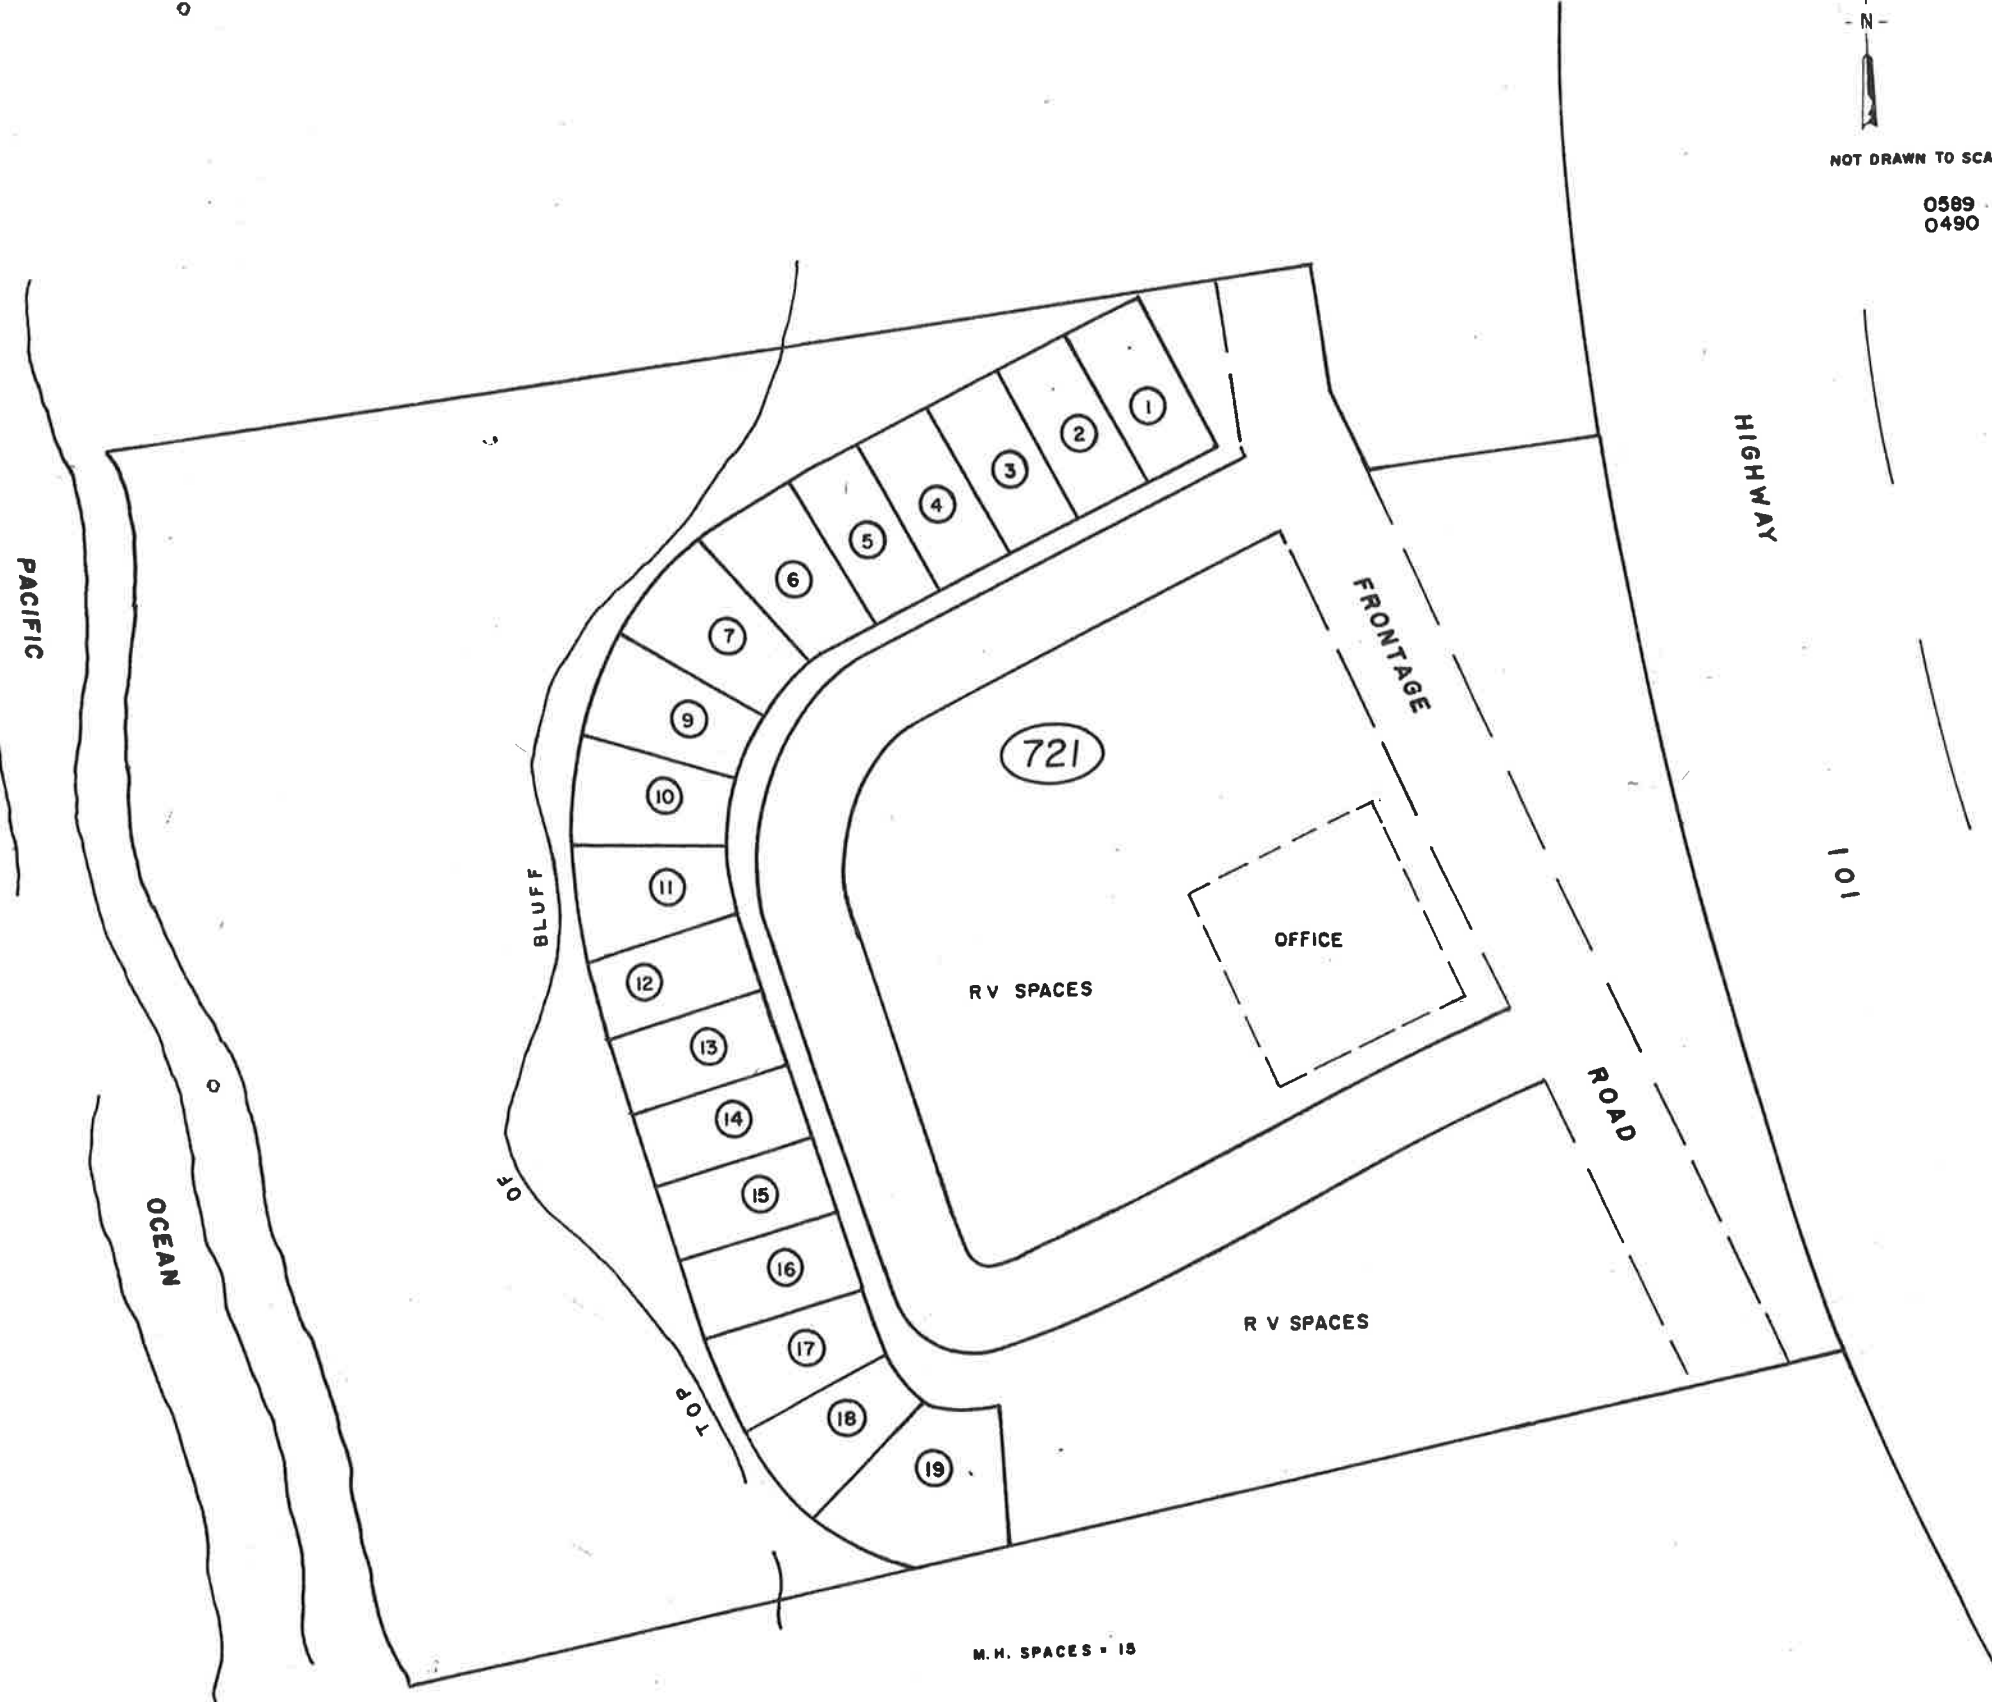 - N -
NOT DRAWN TO SCA
0589
0490
HIGHWAY
101
PACIFIC
OCEAN
FRONTAGE
ROAD
1
2
3
4
5
6
7
9
10
11
12
13
14
15
16
17
18
19
721
OFFICE
RV SPACES
RV SPACES
TOP OF BLUFF
M.H. SPACES = 18